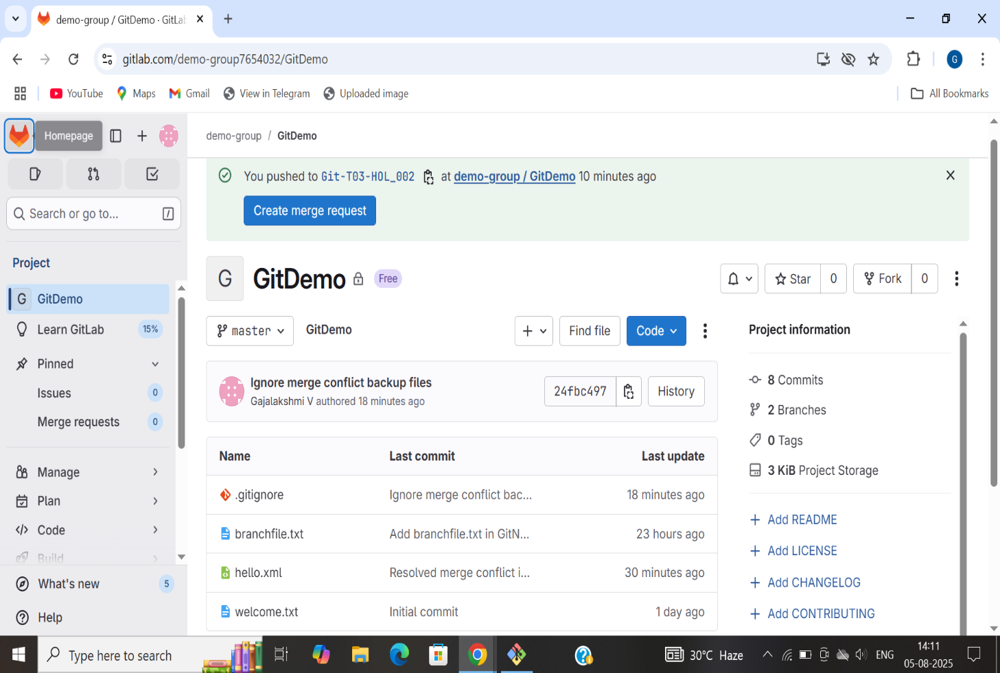 demo-group / GitDemo · GitLab
gitlab.com/demo-group7654032/GitDemo
G
YouTube
Maps
Gmail
View in Telegram
Uploaded image
All Bookmarks
Homepage
demo-group / GitDemo
You pushed to Git-T03-HOL_002 at demo-group / GitDemo 10 minutes ago
Create merge request
Search or go to... /
Project
G GitDemo
Learn GitLab 15%
Pinned
Issues 0
Merge requests 0
Manage
Plan
Code
Build
What's new 5
Help
G GitDemo Free
Star 0
Fork 0
master GitDemo
Find file
Code
Ignore merge conflict backup files
Gajalakshmi V authored 18 minutes ago
24fbc497
History
Name Last commit Last update
.gitignore Ignore merge conflict bac... 18 minutes ago
branchfile.txt Add branchfile.txt in GitN... 23 hours ago
hello.xml Resolved merge conflict i... 30 minutes ago
welcome.txt Initial commit 1 day ago
Project information
8 Commits
2 Branches
0 Tags
3 KiB Project Storage
Add README
Add LICENSE
Add CHANGELOG
Add CONTRIBUTING
Type here to search
30°C Haze
ENG
14:11
05-08-2025